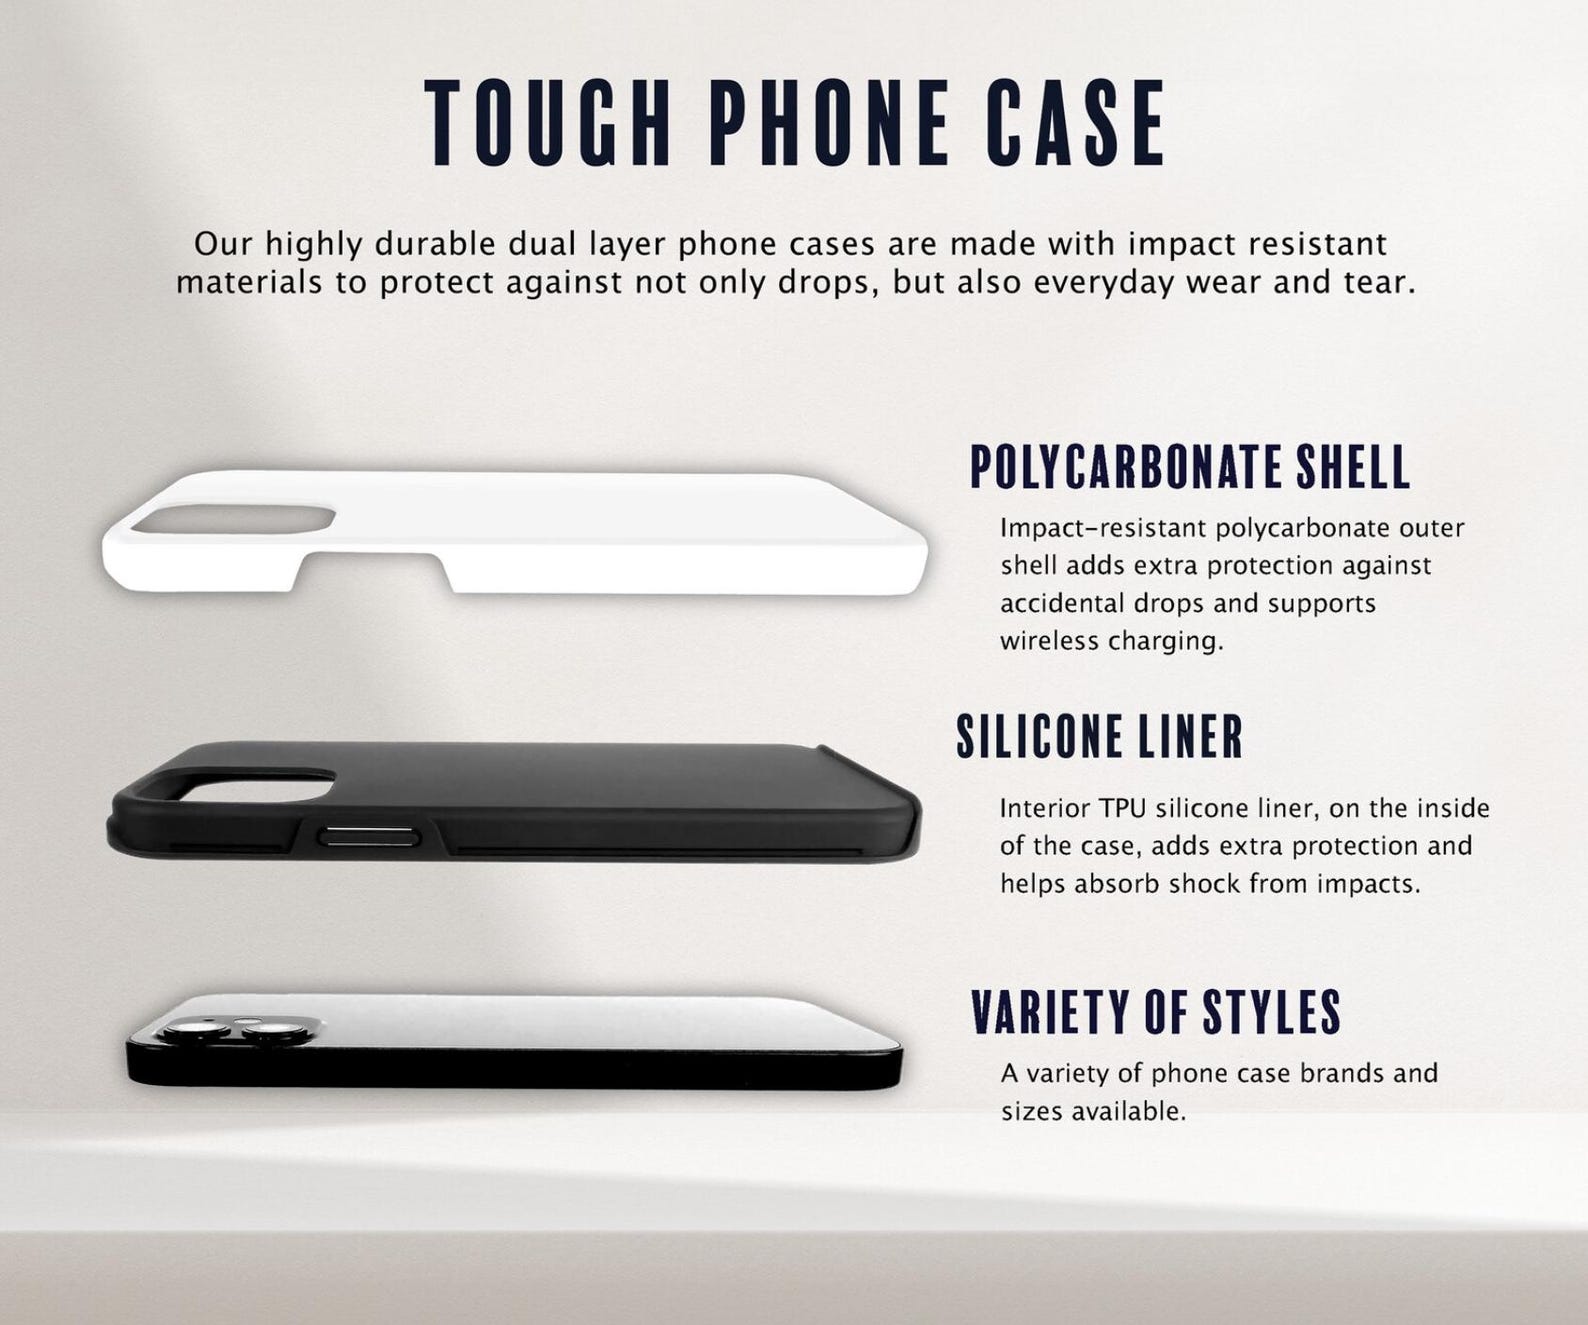 TOUGH PHONE CASE
Our highly durable dual layer phone cases are made with impact resistant
materials to protect against not only drops, but also everyday wear and tear.
POLYCARBONATE SHELL
Impact-resistant polycarbonate outer
shell adds extra protection against
accidental drops and supports
wireless charging.
SILICONE LINER
Interior TPU silicone liner, on the inside
of the case, adds extra protection and
helps absorb shock from impacts.
VARIETY OF STYLES
A variety of phone case brands and
sizes available.